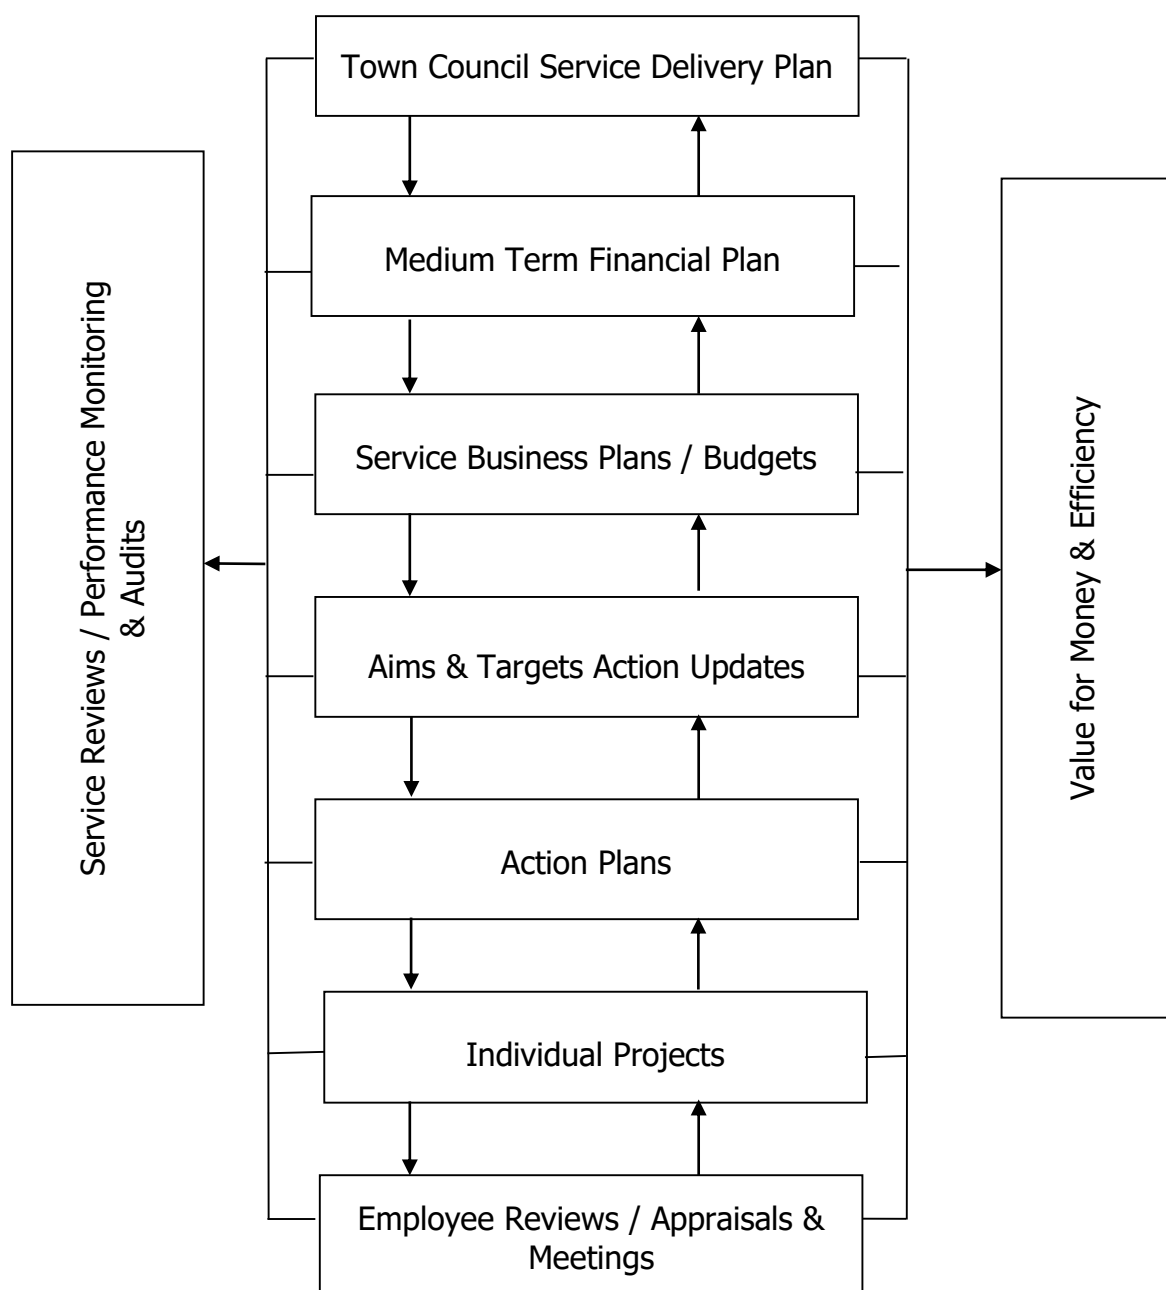 Town Council Service Delivery Plan
Medium Term Financial Plan
Service Business Plans / Budgets
Aims & Targets Action Updates
Action Plans
Individual Projects
Employee Reviews / Appraisals &
Meetings
Service Reviews / Performance Monitoring
& Audits
Value for Money & Efficiency